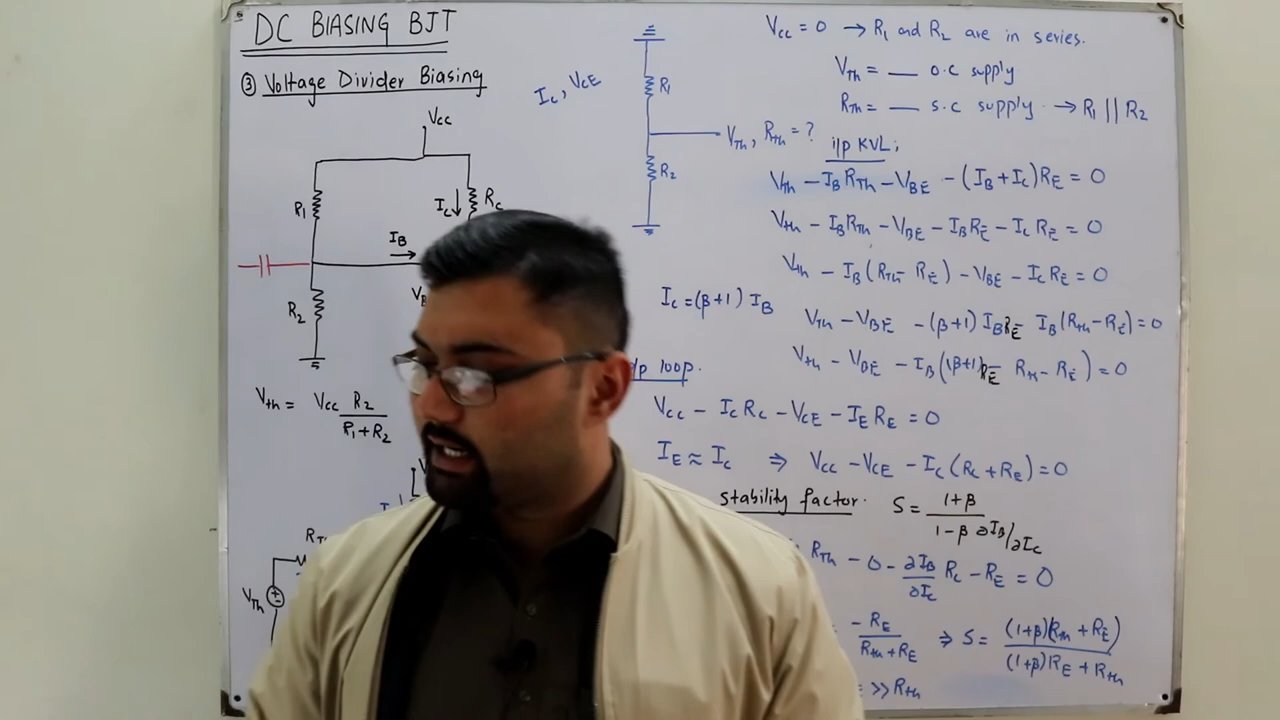 DC BIASING BJT
③ Voltage Divider Biasing
Vcc
R1
Ic ↓
Rc
IB
R2
Vth = Vcc R2 / R1+R2
VTh
Ic, VCE
R1
R2
VTh, RTh = ?
Vcc = 0 → R1 and R2 are in series.
VTh = __ O.C supply
RTh = __ S.C supply → R1 || R2
i/p KVL;
VTh - IB RTh - VBE - (IB + IC) RE = 0
Vth - IB RTh - VBE - IB RE - IC RE = 0
Vth - IB (RTh - RE) - VBE - IC RE = 0
Ic = (β+1) IB
VTh - VBE - (β+1) IB RE IB (RTh - RE) = 0
Vth - VBE - IB ((β+1) RE RTh - RE) = 0
/p loop.
Vcc - Ic Rc - VCE - IE RE = 0
IE ≈ IC ⇒ Vcc - VCE - Ic (Rc + RE) = 0
stability factor. S = 1+β / 1-β ∂IB/∂Ic
RTh - 0 - ∂IB/∂Ic Rc - RE = 0
-RE / RTh + RE ⇒ S = (1+β)(RTh + RE) / (1+β) RE + RTh
>> RTh